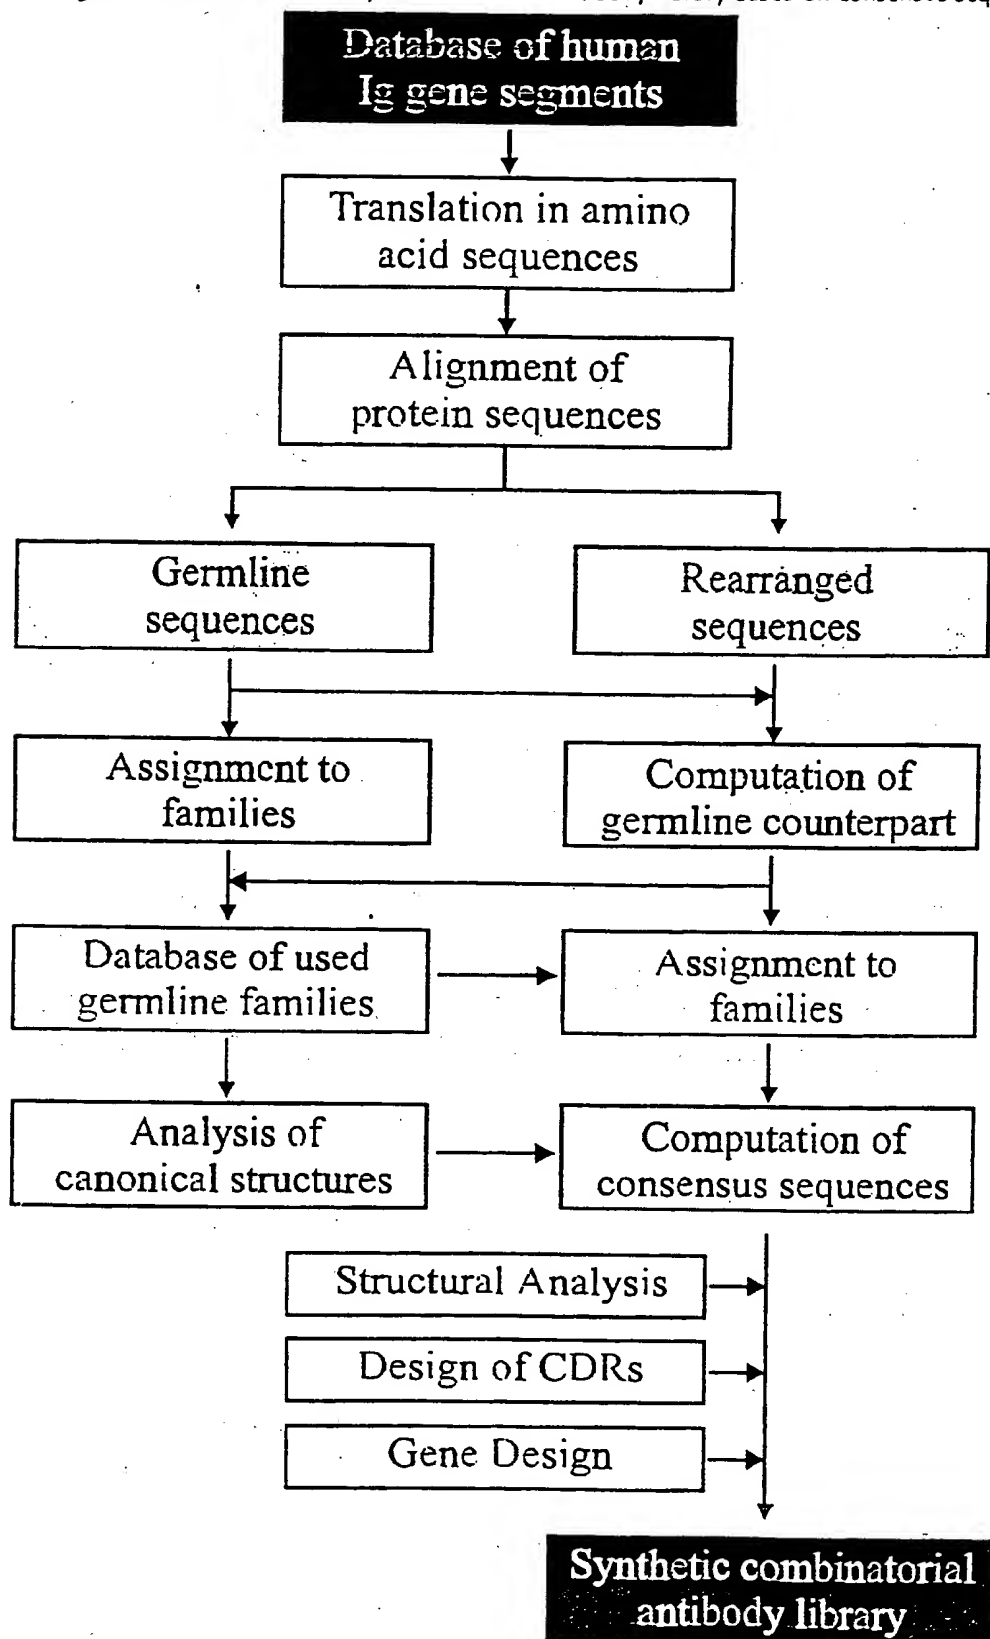 Database of human
Ig gene segments
Translation in amino
acid sequences
Alignment of
protein sequences
Germline
sequences
Rearranged
sequences
Assignment to
families
Computation of
germline counterpart
Database of used
germline families
Assignment to
families
Analysis of
canonical structures
Computation of
consensus sequences
Structural Analysis
Design of CDRs
Gene Design
Synthetic combinatorial
antibody library